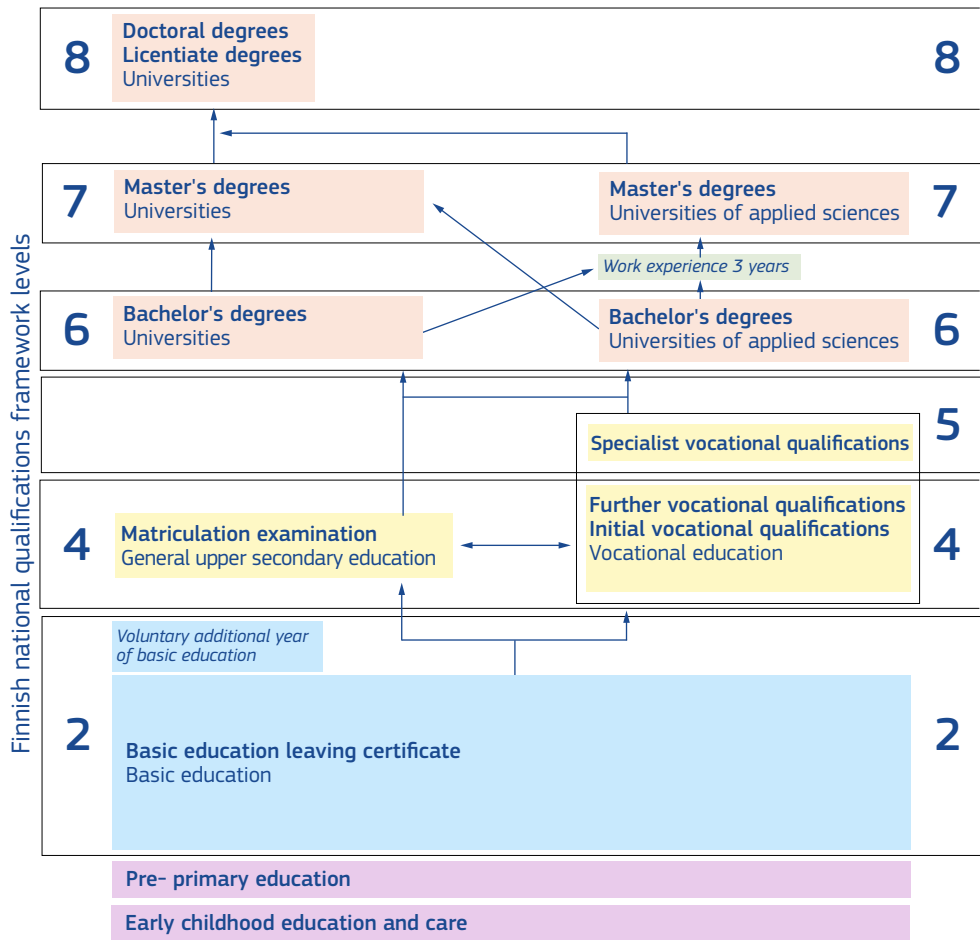 Finnish national qualifications framework levels
8
Doctoral degrees
Licentiate degrees
Universities
8
7
Master's degrees
Universities
Master's degrees
Universities of applied sciences
7
Work experience 3 years
6
Bachelor's degrees
Universities
Bachelor's degrees
Universities of applied sciences
6
Specialist vocational qualifications
5
4
Matriculation examination
General upper secondary education
Further vocational qualifications
Initial vocational qualifications
Vocational education
4
Voluntary additional year
of basic education
2
Basic education leaving certificate
Basic education
2
Pre- primary education
Early childhood education and care